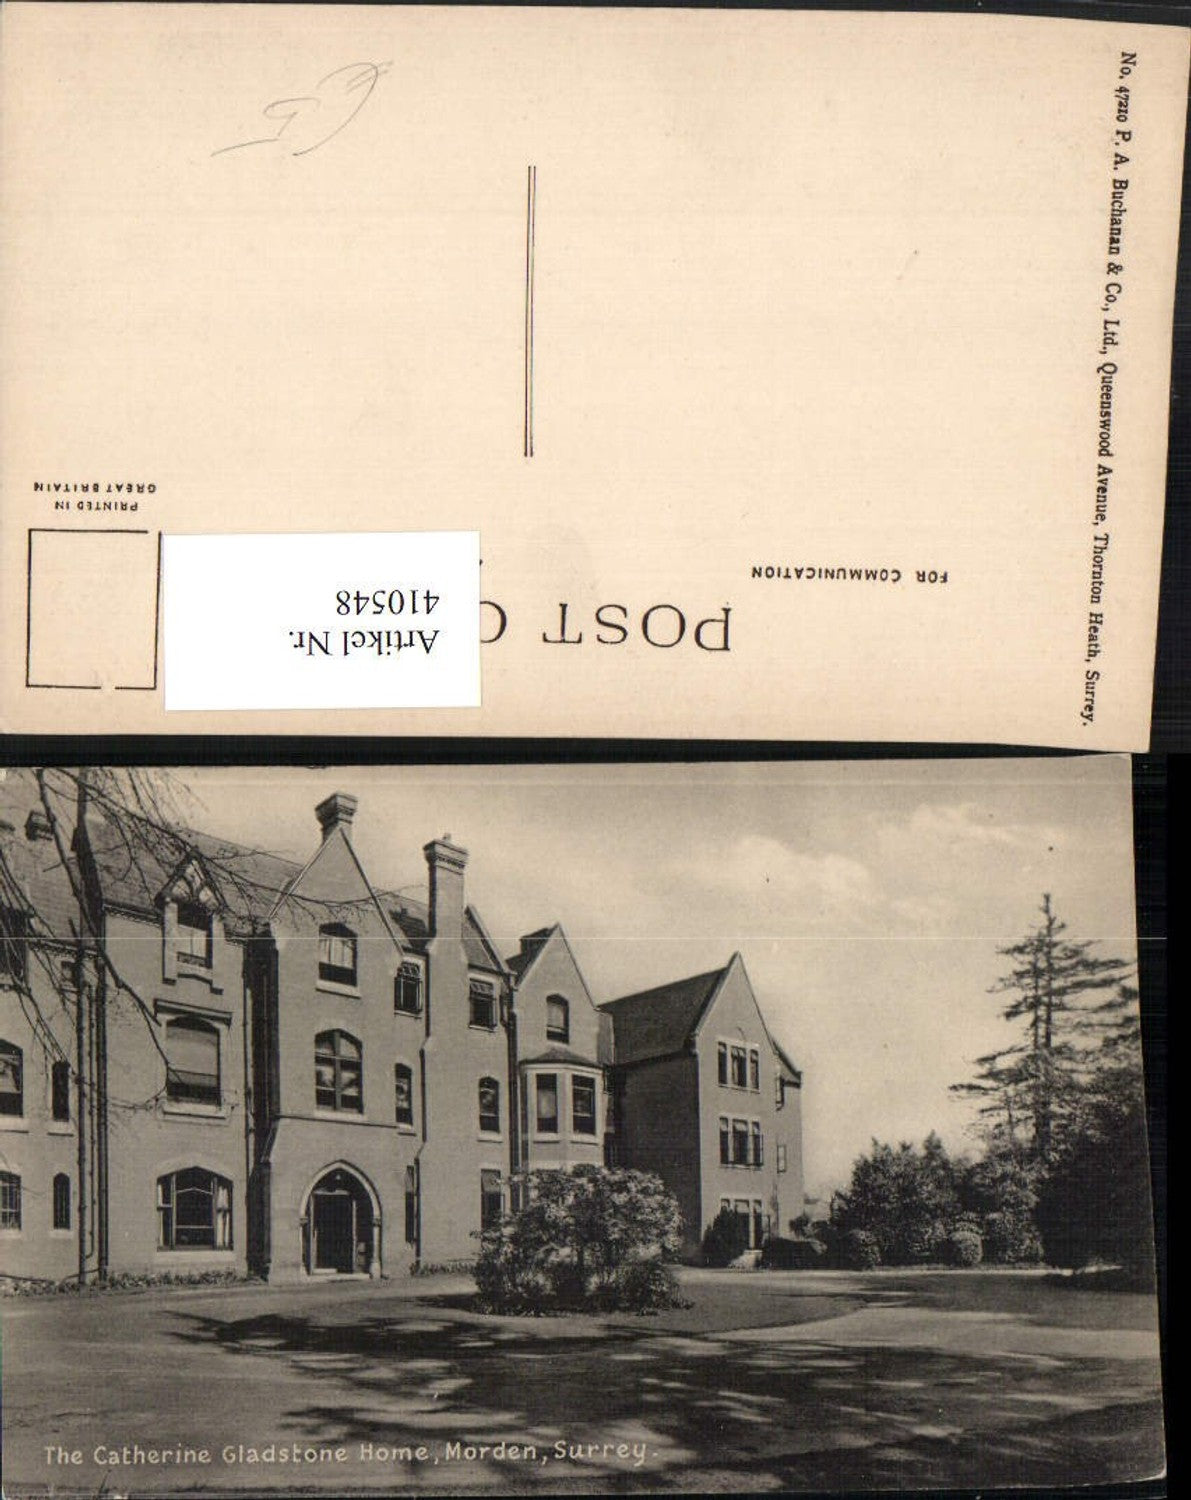 No. 47210 P. A. Buchanan & Co., Ltd., Queenswood Avenue, Thornton Heath, Surrey.
POST C
FOR COMMUNICATION
Artikel Nr.
410548
PRINTED IN
GREAT BRITAIN
The Catherine Gladstone Home, Morden, Surrey.